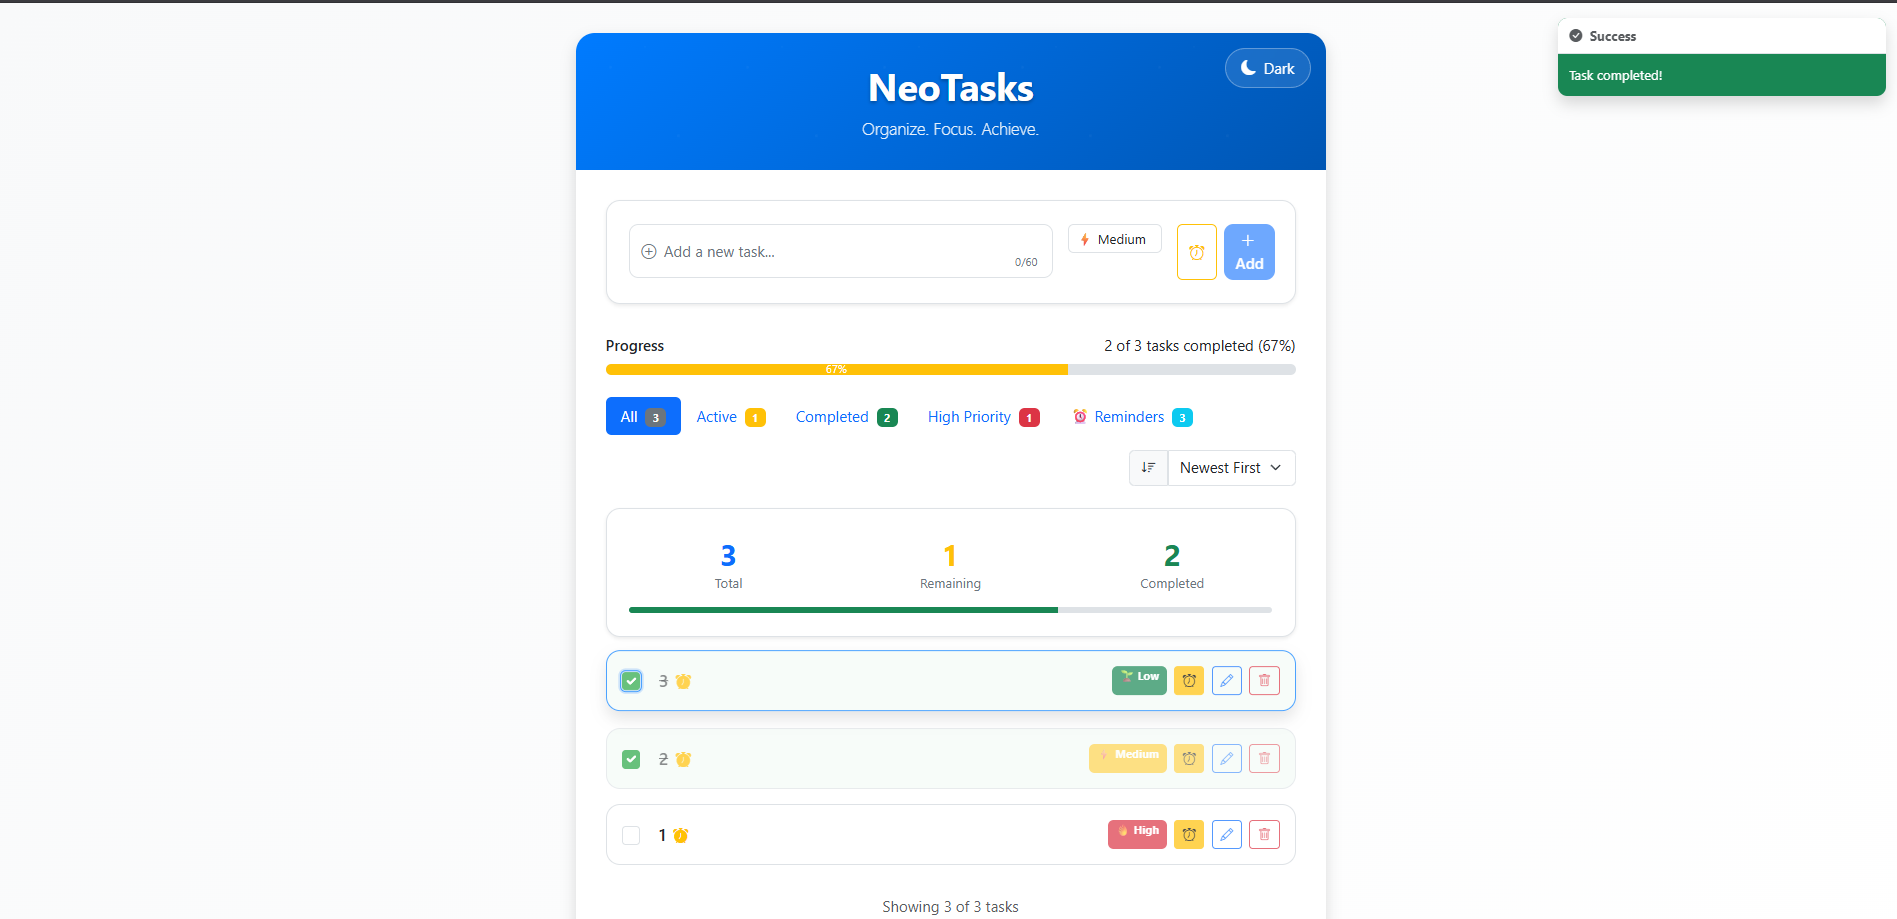 NeoTasks
Organize. Focus. Achieve.
Dark
Success
Task completed!
Add a new task...
0/60
Medium
Add
Progress
2 of 3 tasks completed (67%)
67%
All 3
Active 1
Completed 2
High Priority 1
Reminders 3
Newest First
3
Total
1
Remaining
2
Completed
3
Low
2
Medium
1
High
Showing 3 of 3 tasks